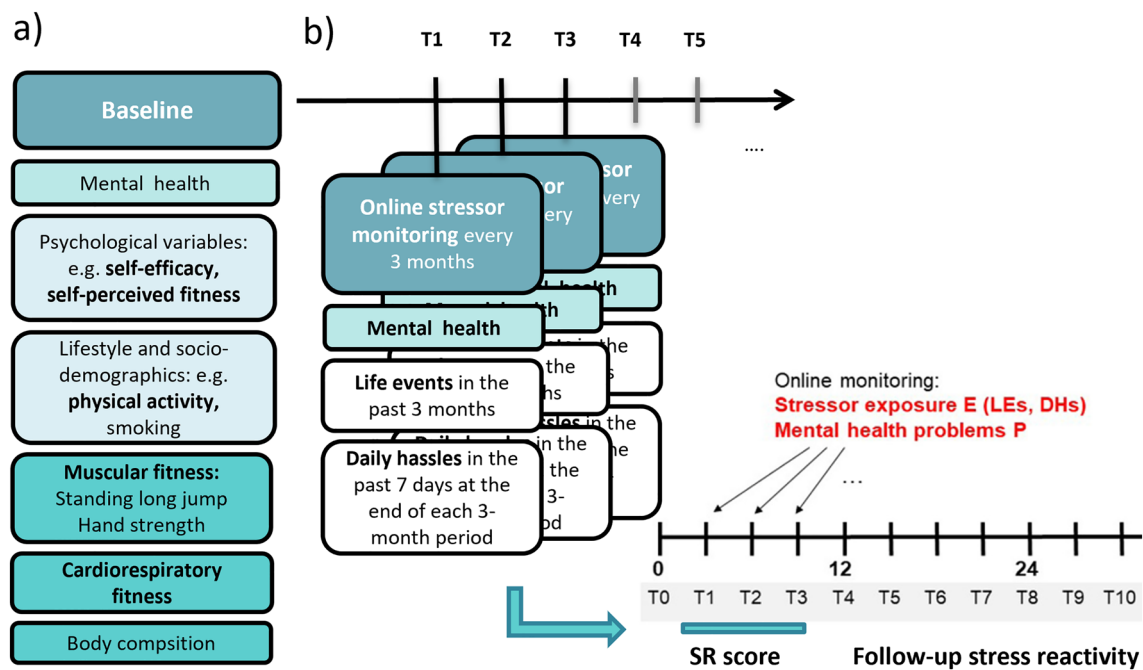 a)
Baseline
Mental health
Psychological variables:
e.g. self-efficacy,
self-perceived fitness
Lifestyle and socio-
demographics: e.g.
physical activity,
smoking
Muscular fitness:
Standing long jump
Hand strength
Cardiorespiratory
fitness
Body compsition
b)
T1 T2 T3 T4 T5
....
Online stressor
monitoring every
3 months
Mental health
Life events in the
past 3 months
Daily hassles in the
past 7 days at the
end of each 3-
month period
Online monitoring:
Stressor exposure E (LEs, DHs)
Mental health problems P
...
0 12 24
T0 T1 T2 T3 T4 T5 T6 T7 T8 T9 T10
SR score
Follow-up stress reactivity